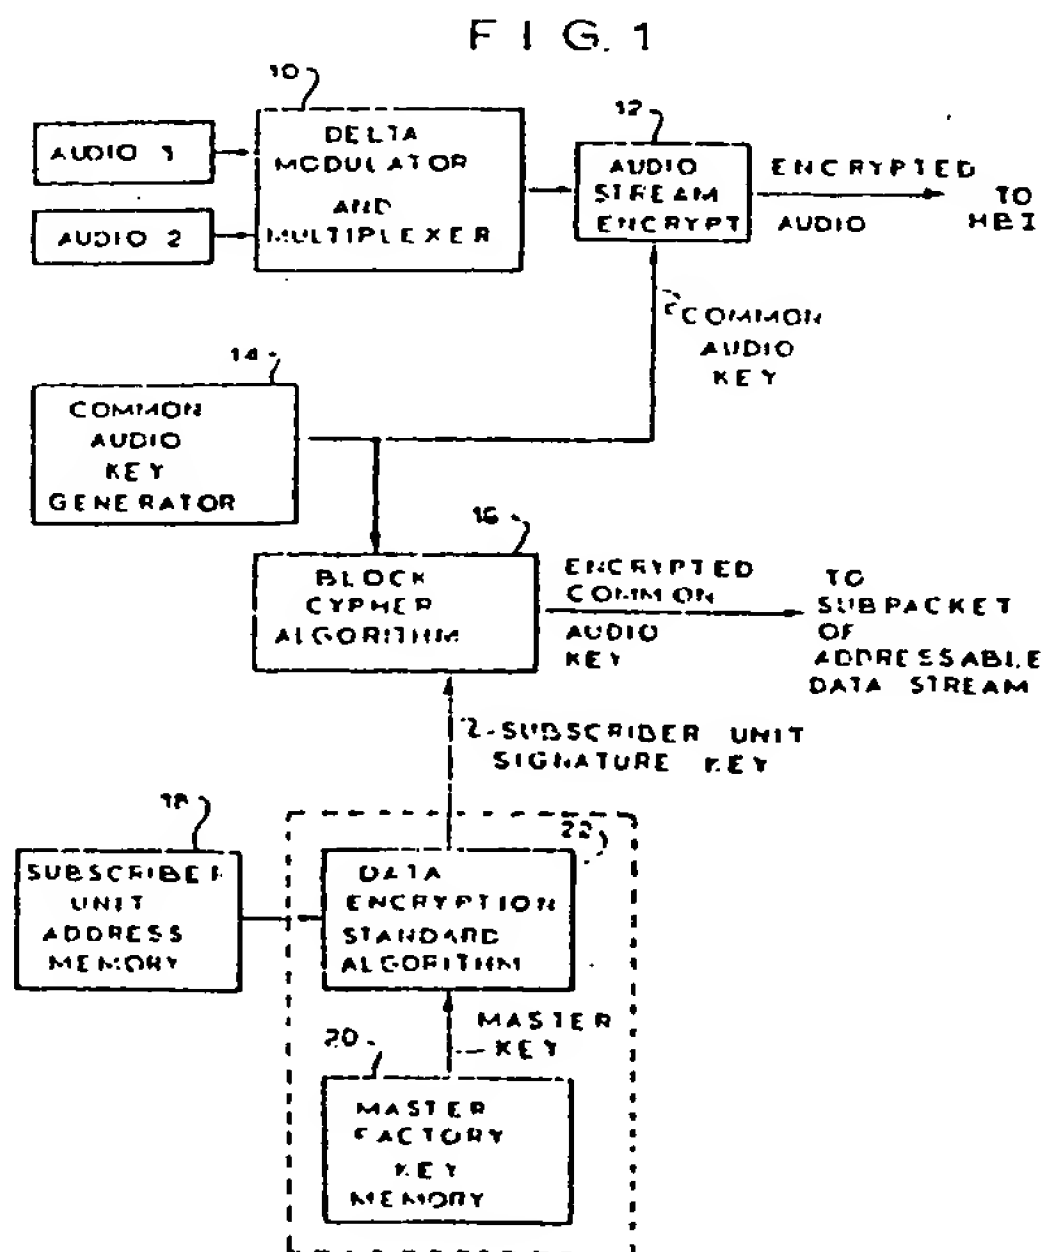 FIG. 1
10
AUDIO 1
AUDIO 2
DELTA
MODULATOR
AND
MULTIPLEXER
12
AUDIO
STREAM
ENCRYPT
ENCRYPTED
AUDIO
TO
HBI
COMMON
AUDIO
KEY
14
COMMON
AUDIO
KEY
GENERATOR
16
BLOCK
CYPHER
ALGORITHM
ENCRYPTED
COMMON
AUDIO
KEY
TO
SUBPACKET
OF
ADDRESSABLE
DATA STREAM
SUBSCRIBER UNIT
SIGNATURE KEY
18
SUBSCRIBER
UNIT
ADDRESS
MEMORY
22
DATA
ENCRYPTION
STANDARD
ALGORITHM
MASTER
KEY
20
MASTER
FACTORY
KEY
MEMORY